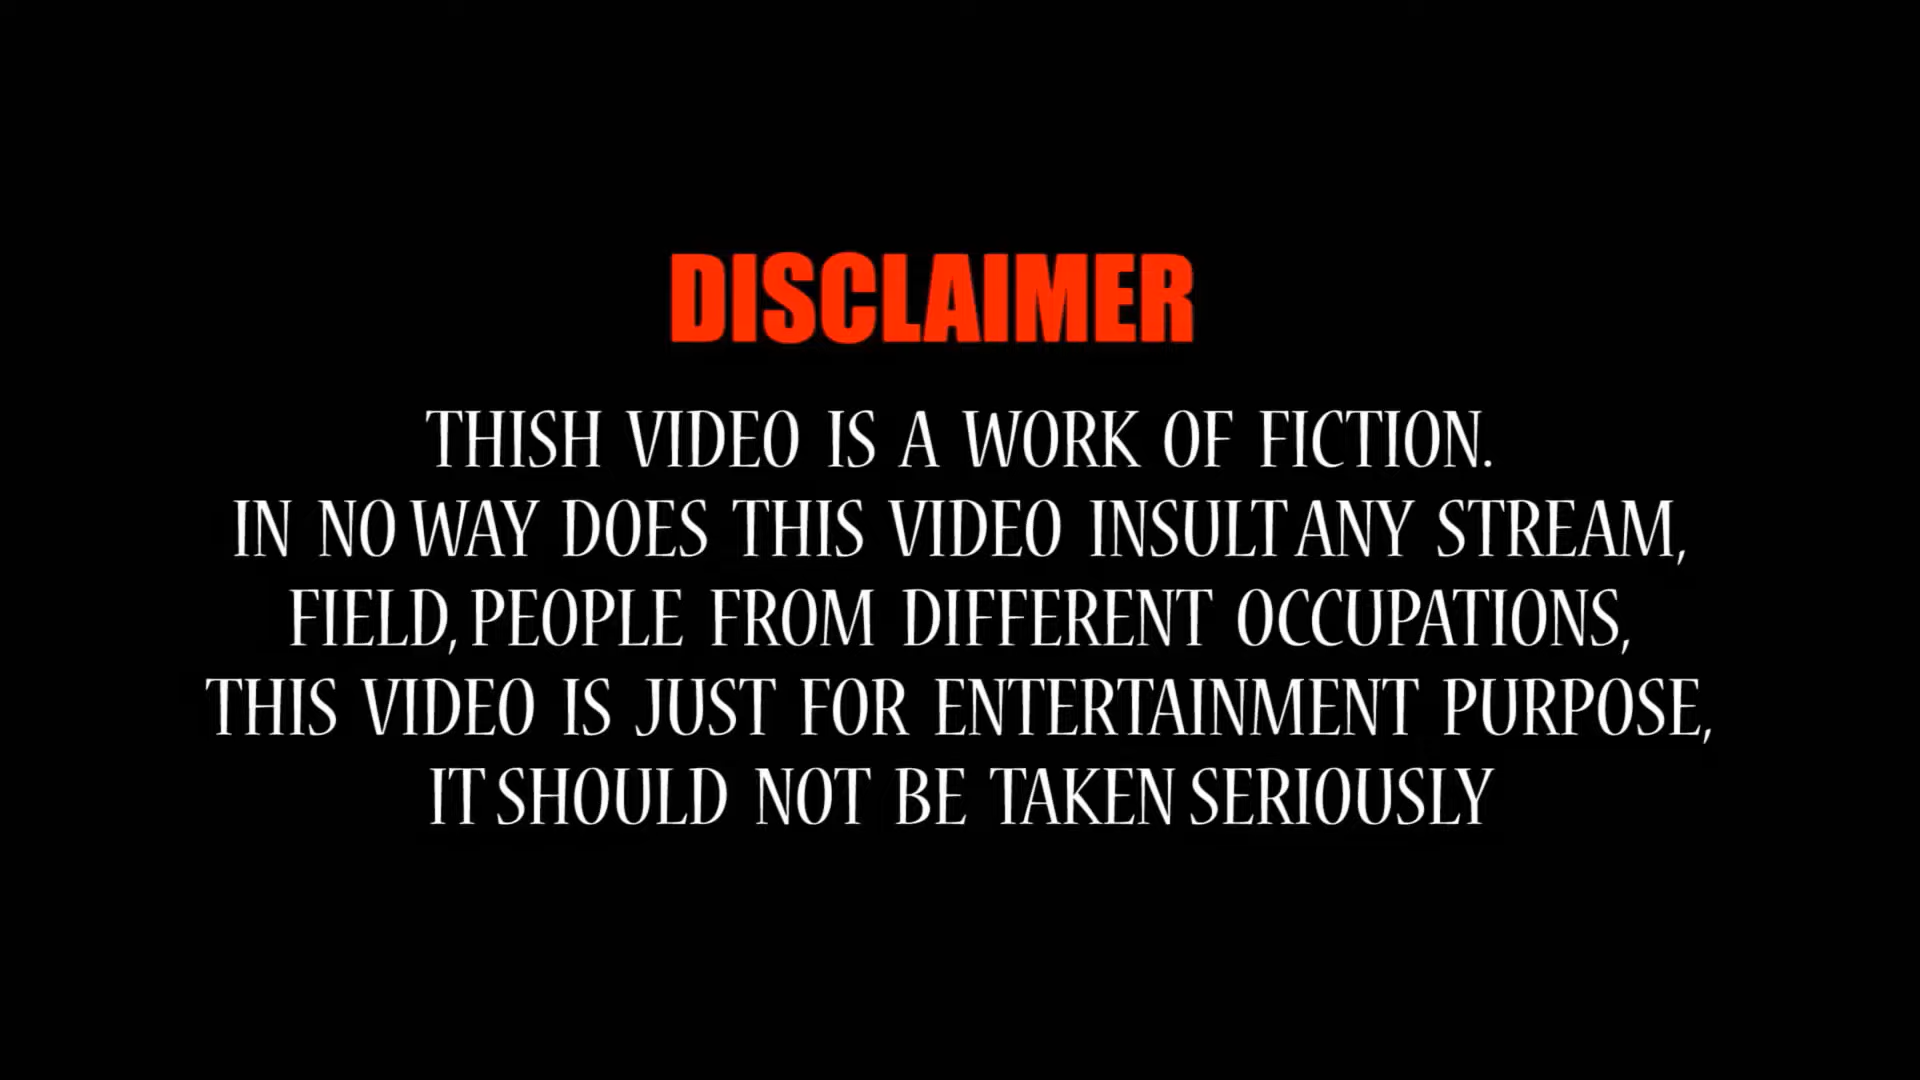 DISCLAIMER
THISH VIDEO IS A WORK OF FICTION.
IN NO WAY DOES THIS VIDEO INSULT ANY STREAM,
FIELD, PEOPLE FROM DIFFERENT OCCUPATIONS,
THIS VIDEO IS JUST FOR ENTERTAINMENT PURPOSE,
IT SHOULD NOT BE TAKEN SERIOUSLY